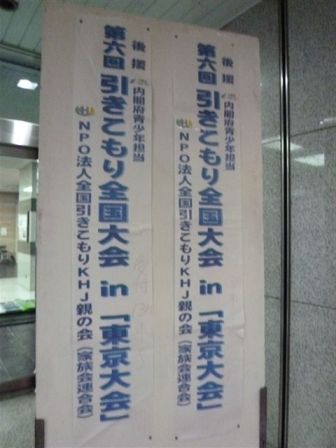 後援 内閣府青少年担当
第六回 引きこもり全国大会 in 「東京大会」
NPO法人全国引きこもりKHJ親の会（家族会連合会）
後援 内閣府青少年担当
第六回 引きこもり全国大会 in 「東京大会」
NPO法人全国引きこもりKHJ親の会（家族会連合会）
受付